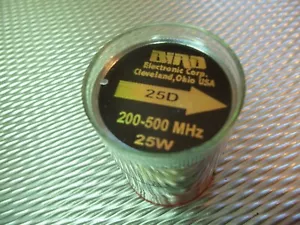 BIRD
Electronic Corp.
Cleveland,Ohio USA
25D
200-500 MHz
25W